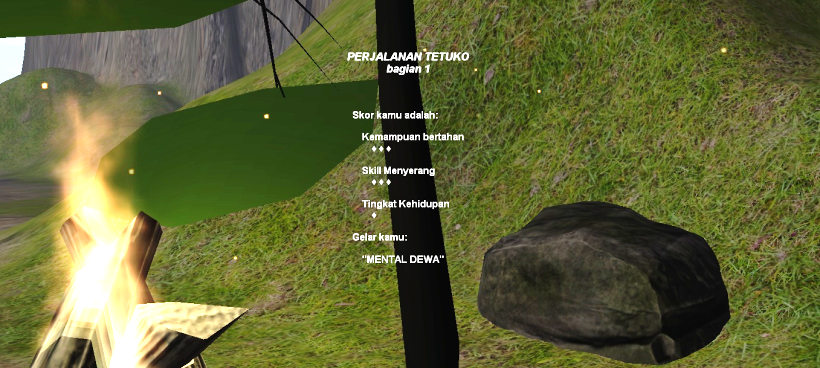 PERJALANAN TETUKO
bagian 1
Skor kamu adalah:
Kemampuan bertahan
♦♦♦
Skill Menyerang
♦♦♦
Tingkat Kehidupan
♦
Gelar kamu:
"MENTAL DEWA"